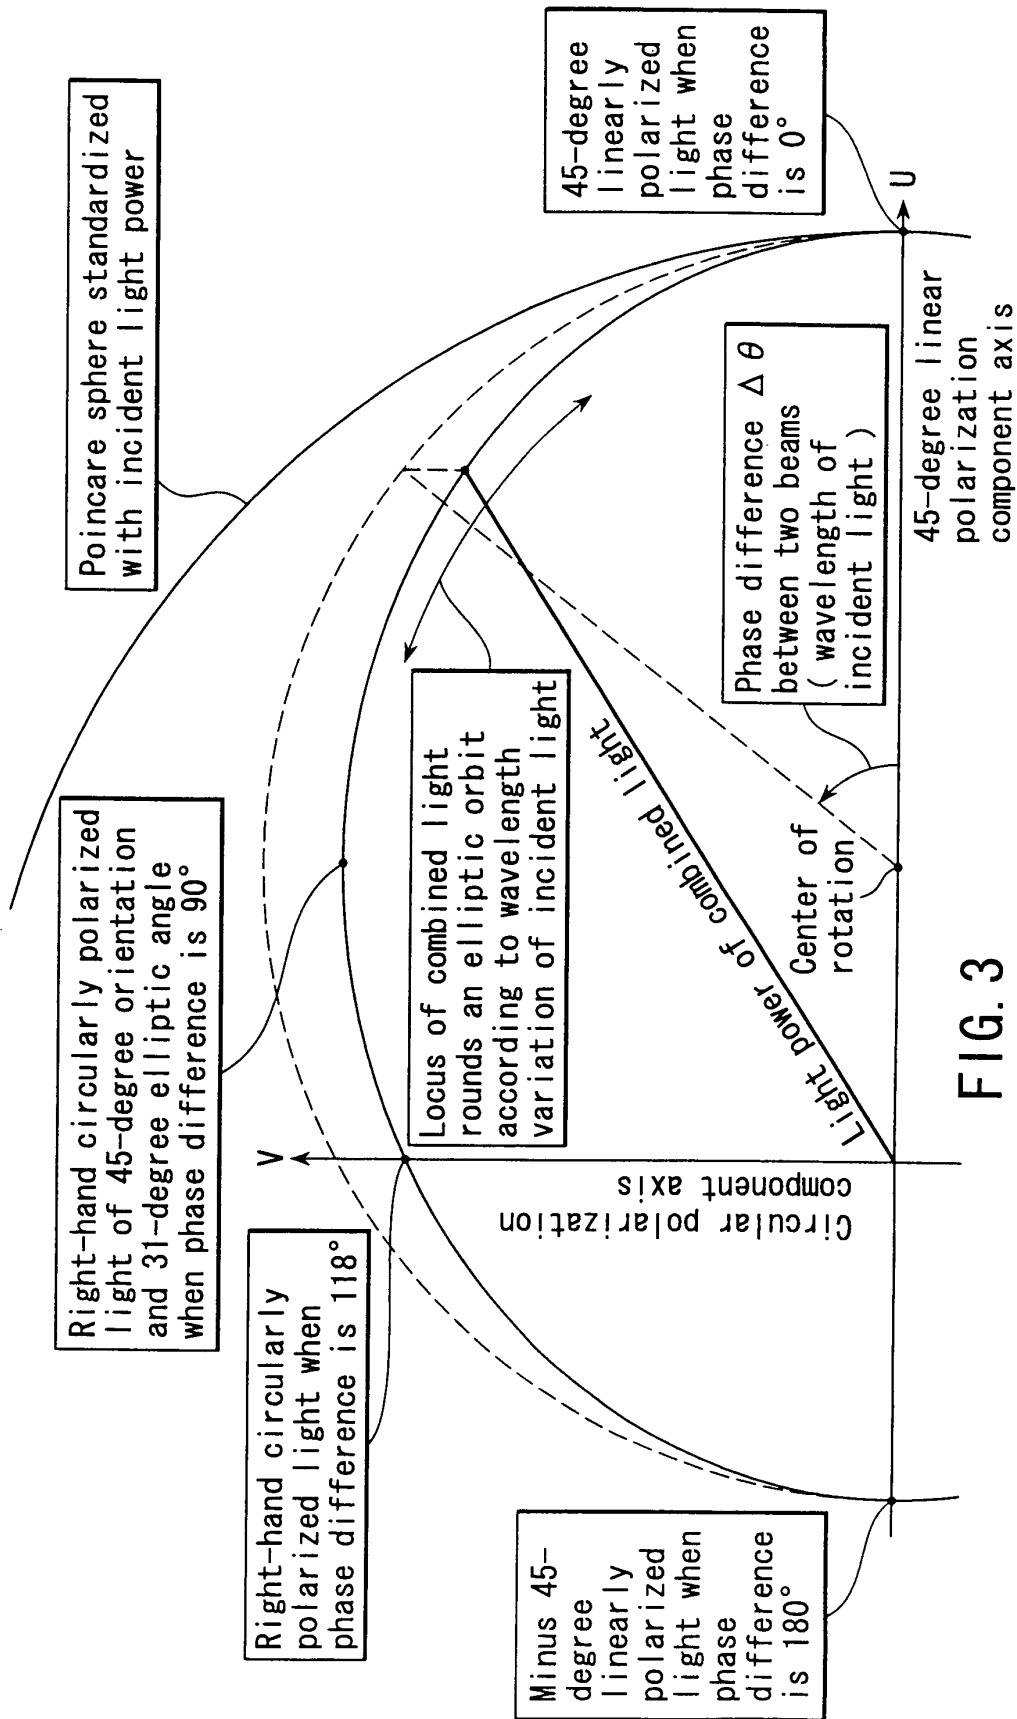 Poincare sphere standardized
with incident light power
Right-hand circularly polarized
light of 45-degree orientation
and 31-degree elliptic angle
when phase difference is 90°
Right-hand circularly
polarized light when
phase difference is 118°
V
Circular polarization
component axis
Locus of combined light
rounds an elliptic orbit
according to wavelength
variation of incident light
45-degree
linearly
polarized
light when
phase
difference
is 0°
Minus 45-
degree
linearly
polarized
light when
phase
difference
is 180°
Light power of combined
light
Phase difference Δ θ
between two beams
( wavelength of
incident light )
Center of
rotation
U
45-degree linear
polarization
component axis
FIG. 3